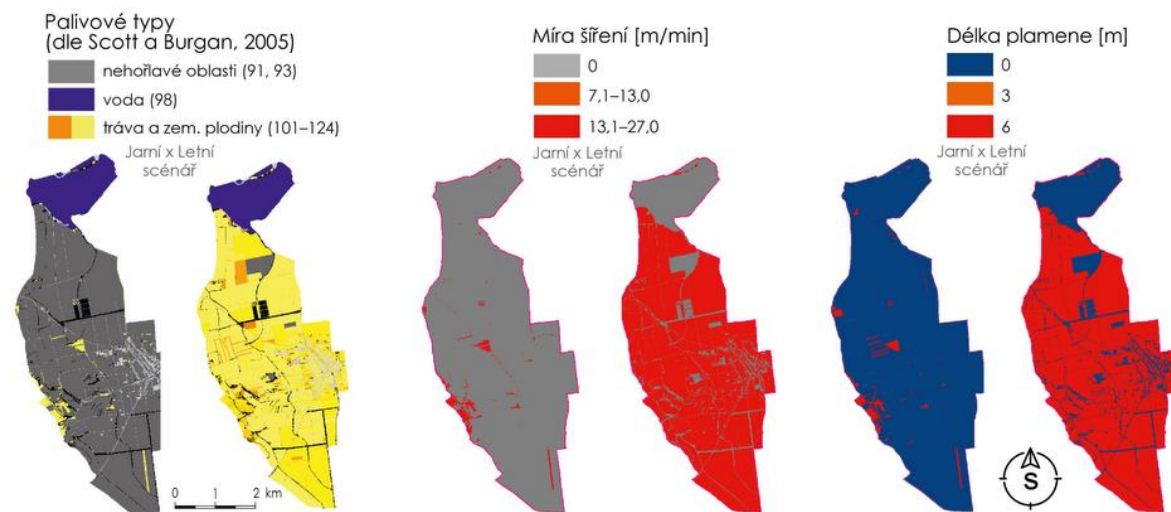 Palivové typy
(dle Scott a Burgan, 2005)
nehořlavé oblasti (91, 93)
voda (98)
tráva a zem. plodiny (101–124)
Jarní x Letní
scénář
0 1 2 km
Míra šíření [m/min]
0
7,1–13,0
13,1–27,0
Jarní x Letní
scénář
Délka plamene [m]
0
3
6
Jarní x Letní
scénář
S